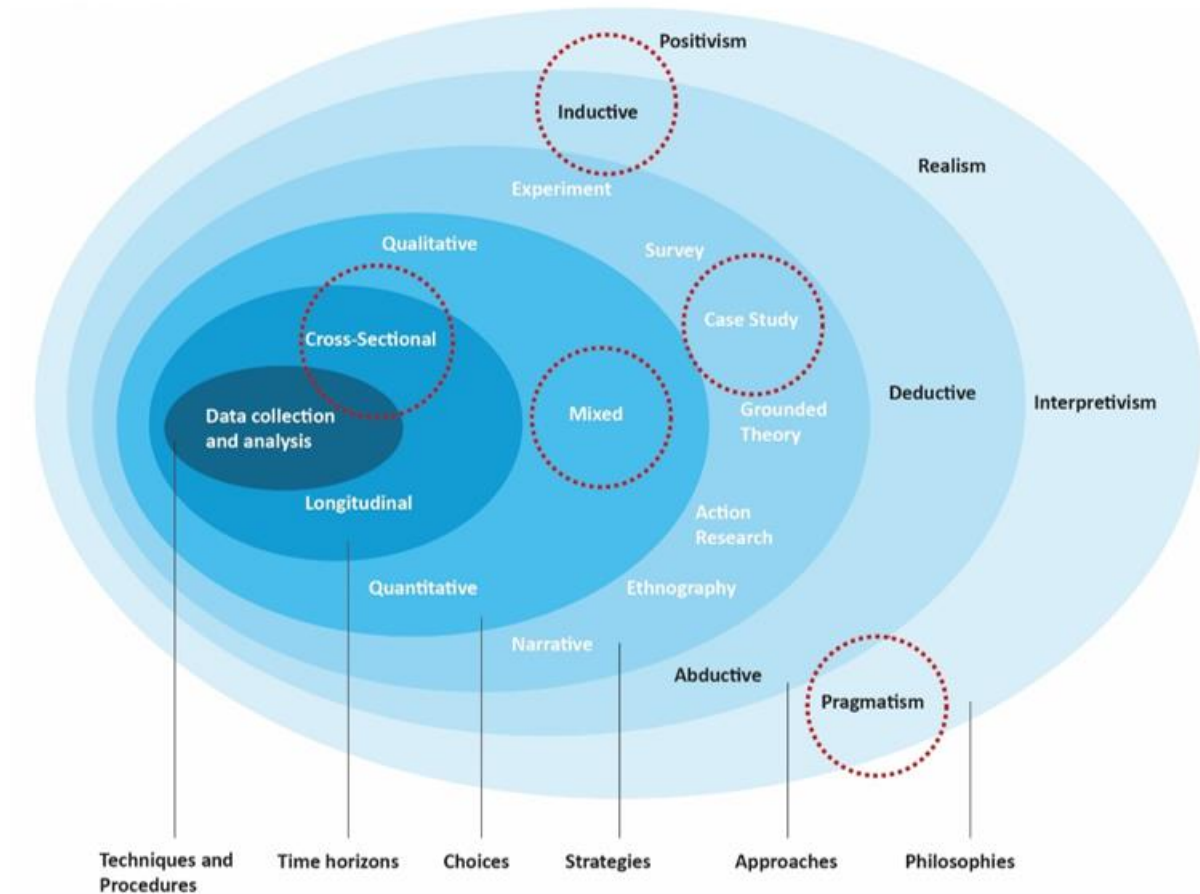 Positivism
Inductive
Realism
Experiment
Qualitative
Survey
Case Study
Cross-Sectional
Deductive
Interpretivism
Mixed
Grounded
Theory
Data collection
and analysis
Longitudinal
Action
Research
Quantitative
Ethnography
Narrative
Abductive
Pragmatism
Techniques and
Procedures
Time horizons
Choices
Strategies
Approaches
Philosophies